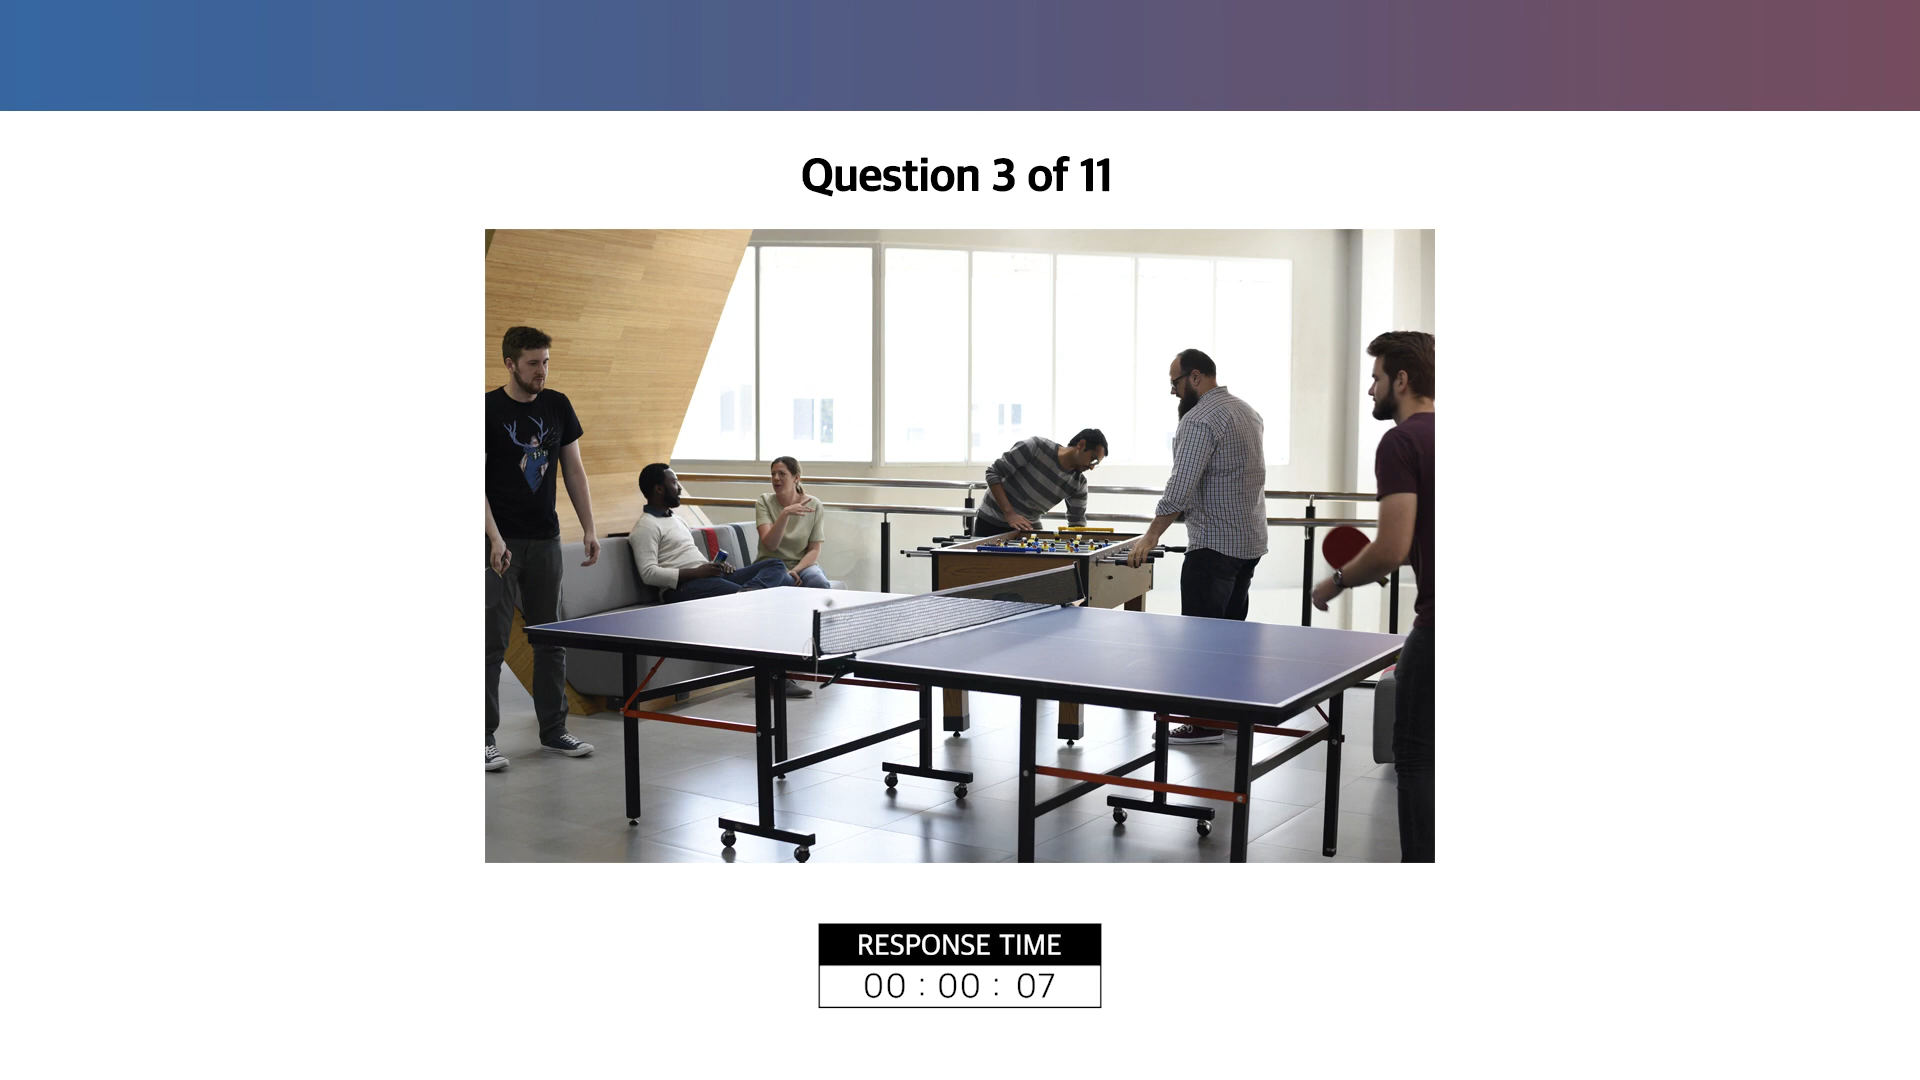 Question 3 of 11
RESPONSE TIME
00 : 00 : 07